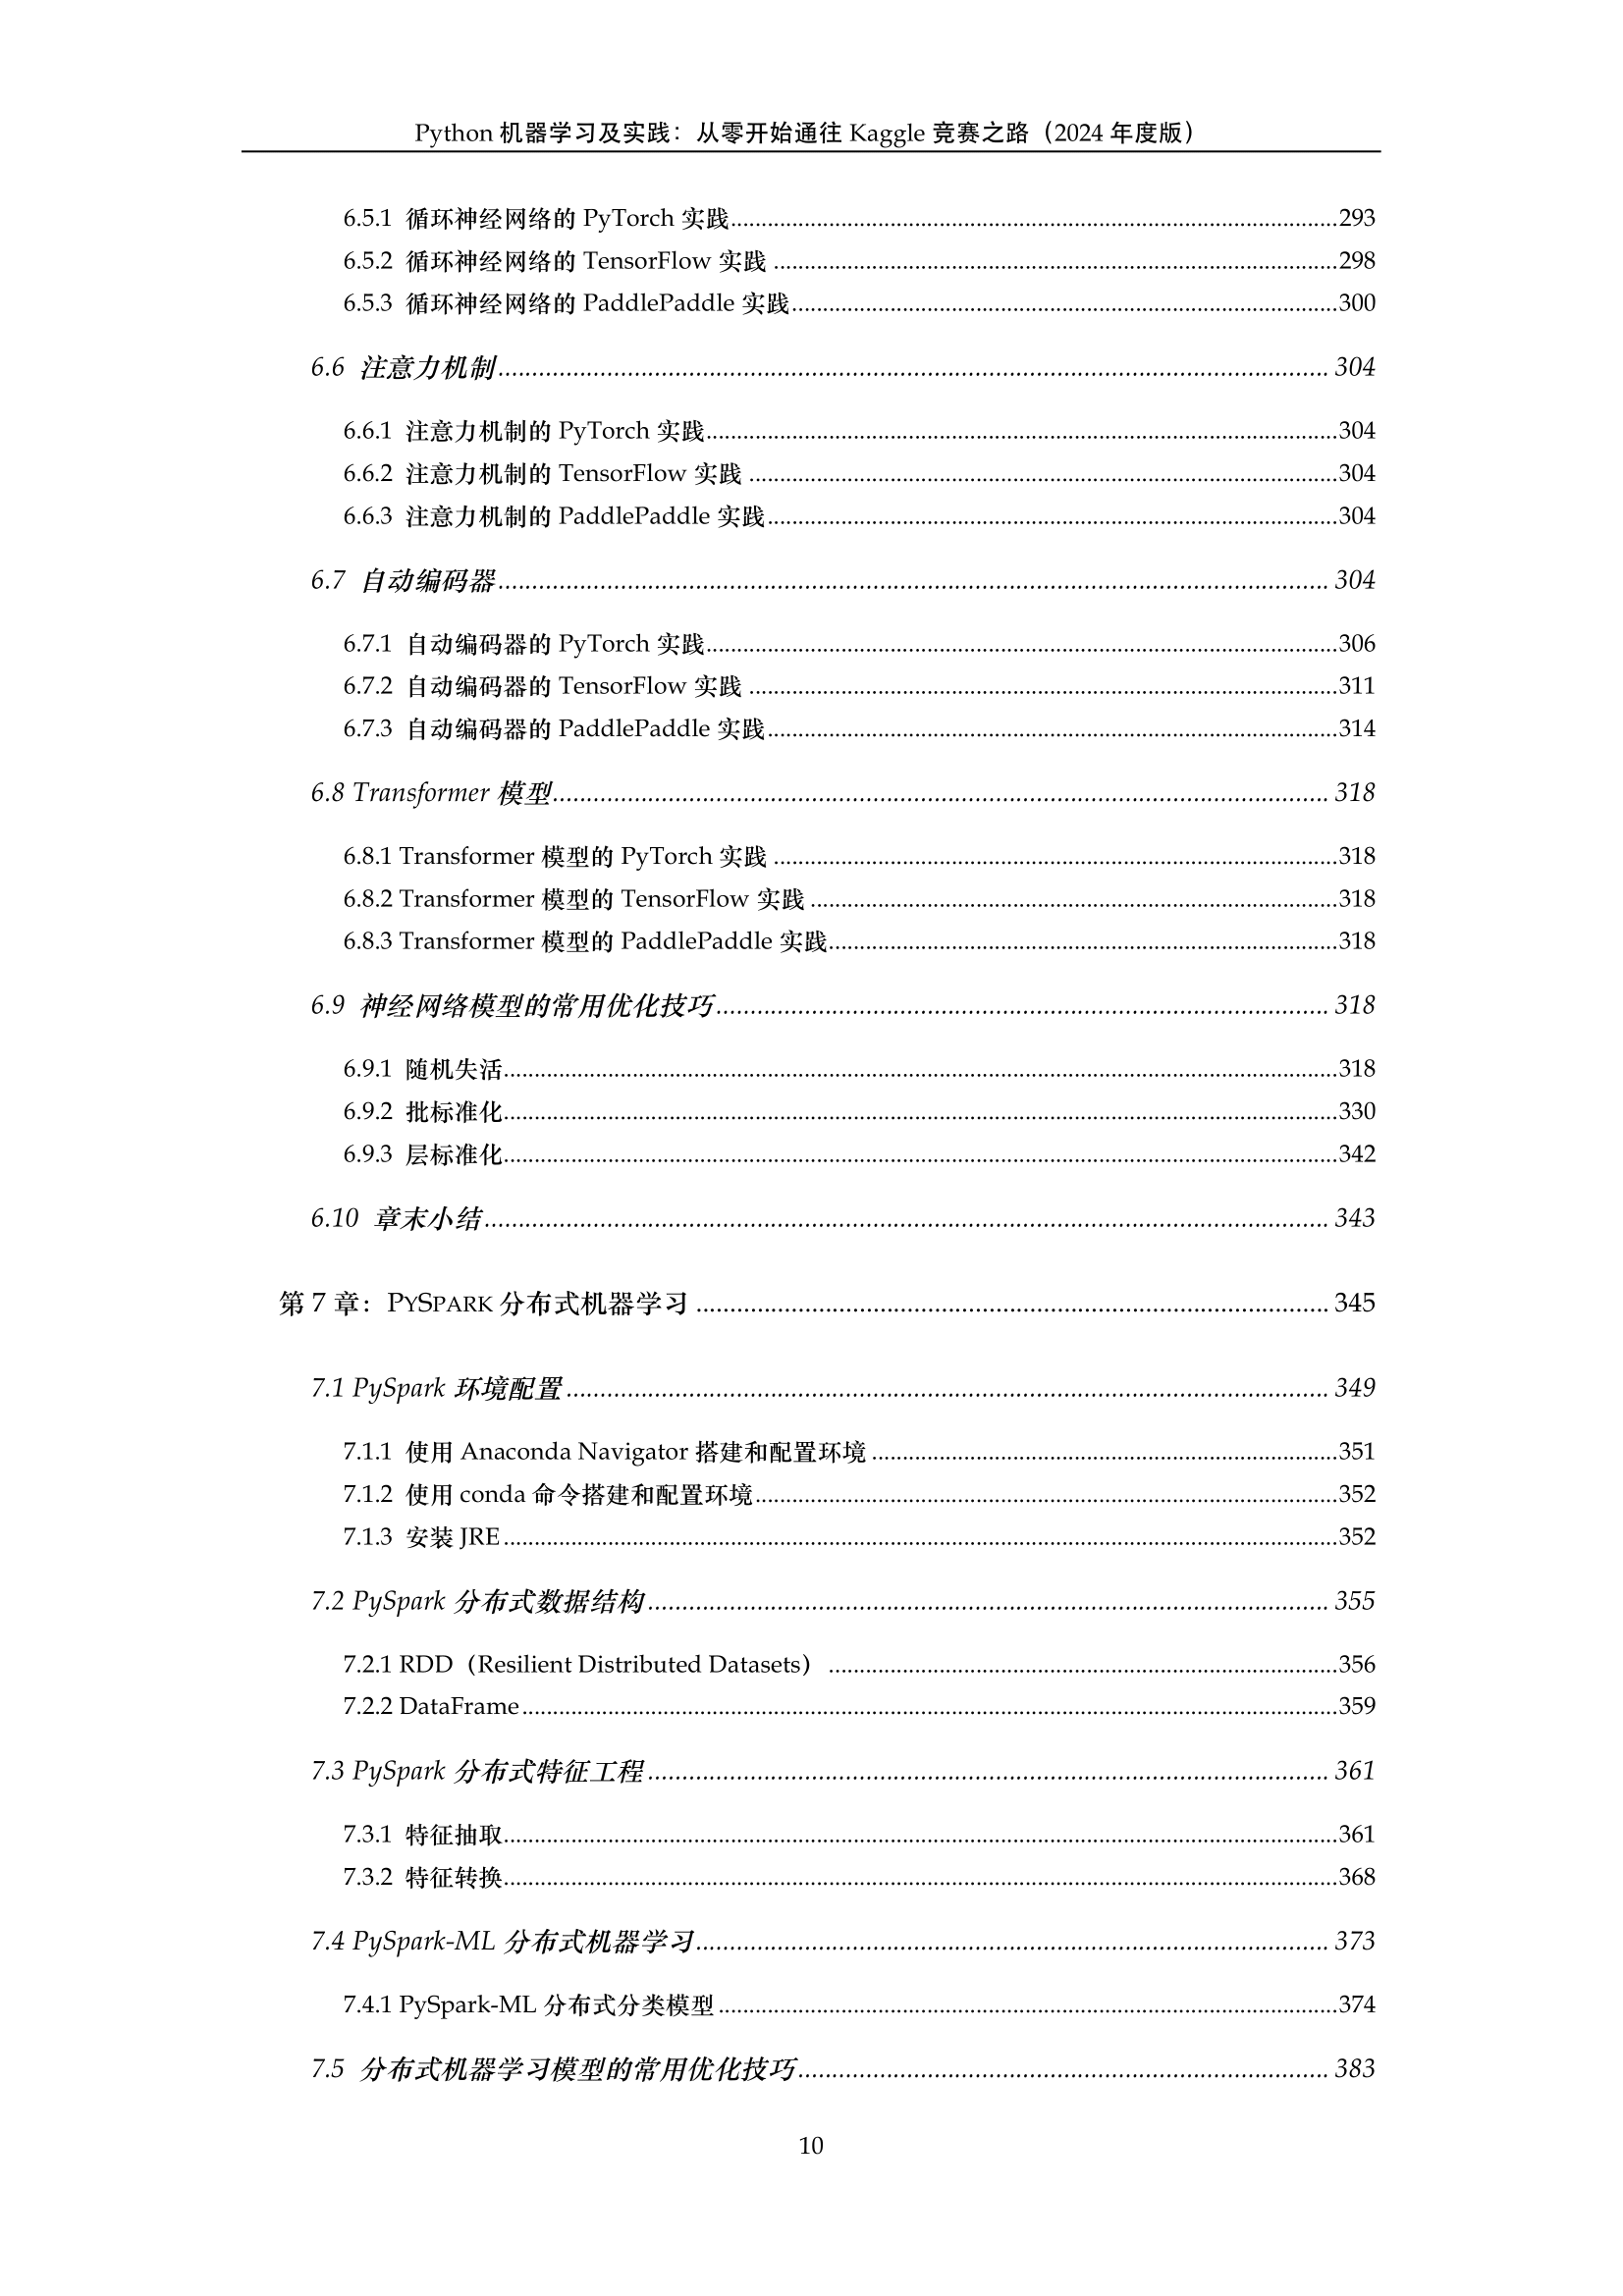 Python 机器学习及实践：从零开始通往 Kaggle 竞赛之路（2024 年度版）
6.5.1 循环神经网络的 PyTorch 实践....................293
6.5.2 循环神经网络的 TensorFlow 实践....................298
6.5.3 循环神经网络的 PaddlePaddle 实践....................300
6.6 注意力机制.................... 304
6.6.1 注意力机制的 PyTorch 实践....................304
6.6.2 注意力机制的 TensorFlow 实践....................304
6.6.3 注意力机制的 PaddlePaddle 实践....................304
6.7 自动编码器.................... 304
6.7.1 自动编码器的 PyTorch 实践....................306
6.7.2 自动编码器的 TensorFlow 实践....................311
6.7.3 自动编码器的 PaddlePaddle 实践....................314
6.8 Transformer 模型.................... 318
6.8.1 Transformer 模型的 PyTorch 实践....................318
6.8.2 Transformer 模型的 TensorFlow 实践....................318
6.8.3 Transformer 模型的 PaddlePaddle 实践....................318
6.9 神经网络模型的常用优化技巧.................... 318
6.9.1 随机失活....................318
6.9.2 批标准化....................330
6.9.3 层标准化....................342
6.10 章末小结.................... 343
第 7 章：PYSPARK 分布式机器学习.................... 345
7.1 PySpark 环境配置.................... 349
7.1.1 使用 Anaconda Navigator 搭建和配置环境....................351
7.1.2 使用 conda 命令搭建和配置环境....................352
7.1.3 安装 JRE....................352
7.2 PySpark 分布式数据结构.................... 355
7.2.1 RDD（Resilient Distributed Datasets）....................356
7.2.2 DataFrame....................359
7.3 PySpark 分布式特征工程.................... 361
7.3.1 特征抽取....................361
7.3.2 特征转换....................368
7.4 PySpark-ML 分布式机器学习.................... 373
7.4.1 PySpark-ML 分布式分类模型....................374
7.5 分布式机器学习模型的常用优化技巧.................... 383
10